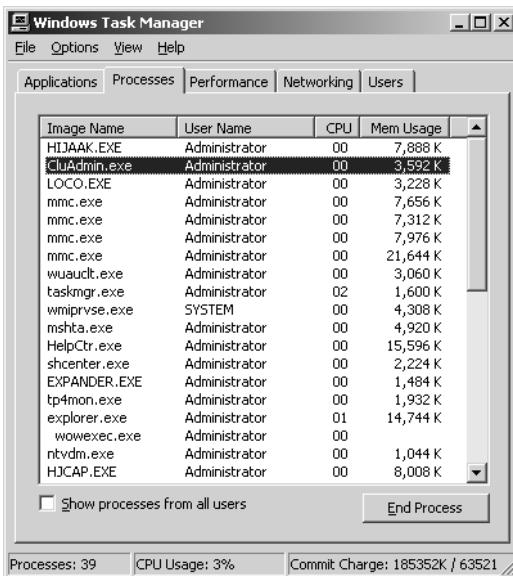 Windows Task Manager
File Options View Help
Applications Processes Performance Networking Users
Image Name User Name CPU Mem Usage
HIJAAK.EXE Administrator 00 7,888 K
CluAdmin.exe Administrator 00 3,592 K
LOCO.EXE Administrator 00 3,228 K
mmc.exe Administrator 00 7,656 K
mmc.exe Administrator 00 7,312 K
mmc.exe Administrator 00 7,976 K
mmc.exe Administrator 00 21,644 K
wuauclt.exe Administrator 00 3,060 K
taskmgr.exe Administrator 02 1,600 K
wmiprvse.exe SYSTEM 00 4,308 K
mshta.exe Administrator 00 4,920 K
HelpCtr.exe Administrator 00 15,596 K
shcenter.exe Administrator 00 2,224 K
EXPANDER.EXE Administrator 00 1,484 K
tp4mon.exe Administrator 00 1,932 K
explorer.exe Administrator 01 14,744 K
wowexec.exe Administrator 00
ntvdm.exe Administrator 00 1,044 K
HJCAP.EXE Administrator 00 8,008 K
Show processes from all users End Process
Processes: 39 CPU Usage: 3% Commit Charge: 185352K / 63521